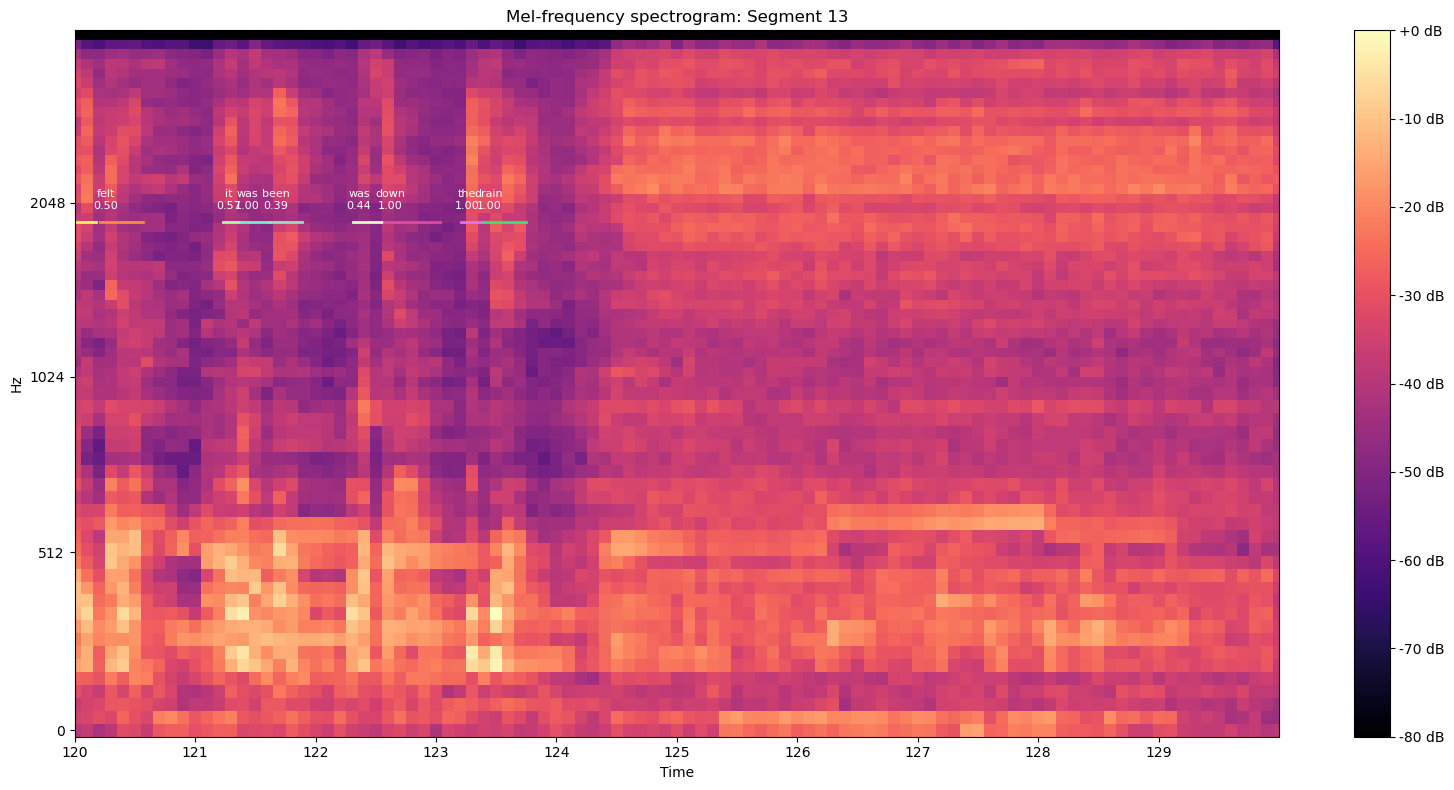 Mel-frequency spectrogram: Segment 13
+0 dB
-10 dB
-20 dB
-30 dB
-40 dB
-50 dB
-60 dB
-70 dB
-80 dB
Hz
2048
1024
512
0
felt it was been was down the drain
0.50 0.57 1.00 0.39 0.44 1.00 1.00 1.00
120 121 122 123 124 125 126 127 128 129
Time